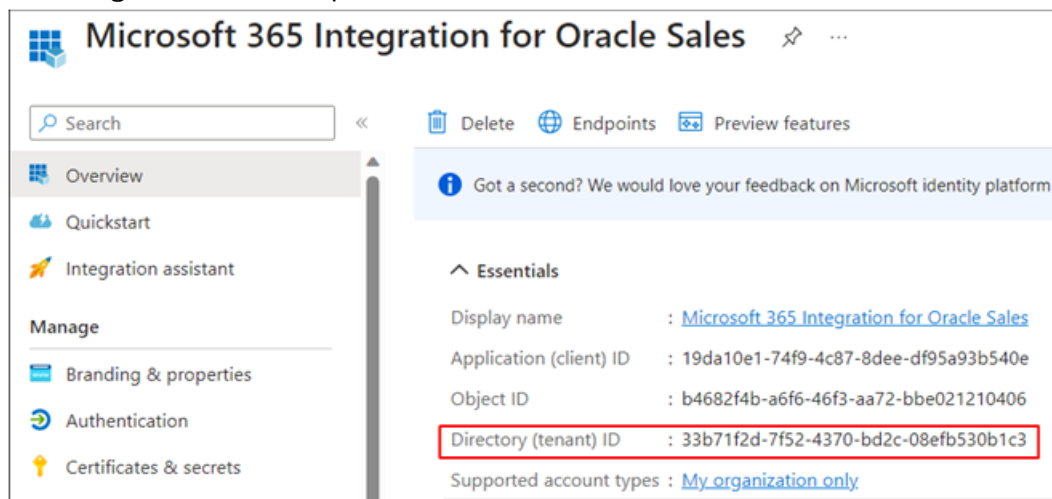 Microsoft 365 Integration for Oracle Sales
Search
Overview
Quickstart
Integration assistant
Manage
Branding & properties
Authentication
Certificates & secrets
Delete Endpoints Preview features
Got a second? We would love your feedback on Microsoft identity platform
Essentials
Display name : Microsoft 365 Integration for Oracle Sales
Application (client) ID : 19da10e1-74f9-4c87-8dee-df95a93b540e
Object ID : b4682f4b-a6f6-46f3-aa72-bbe021210406
Directory (tenant) ID : 33b71f2d-7f52-4370-bd2c-08efb530b1c3
Supported account types : My organization only